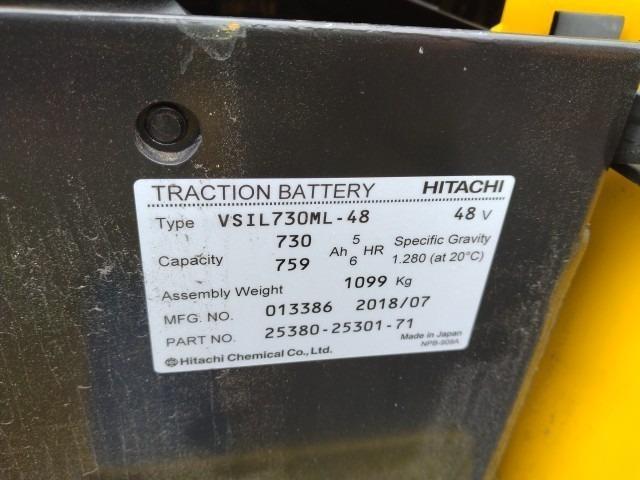 TRACTION BATTERY HITACHI
Type VSIL730ML-48 48 V
Capacity 730 759 Ah 5 6 HR Specific Gravity 1.280 (at 20°C)
Assembly Weight 1099 Kg
MFG. NO. 013386 2018/07
PART NO. 25380-25301-71 Made in Japan
Hitachi Chemical Co., Ltd.